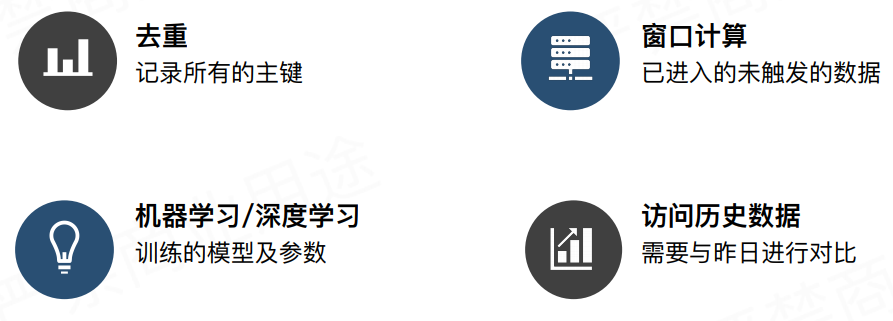 去重
记录所有的主键
窗口计算
已进入的未触发的数据
机器学习/深度学习
训练的模型及参数
访问历史数据
需要与昨日进行对比